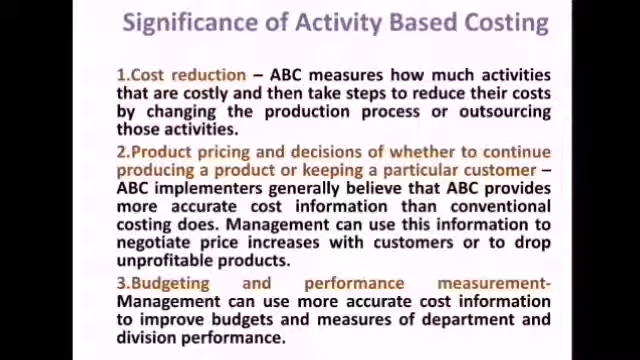 Significance of Activity Based Costing
1.Cost reduction – ABC measures how much activities
that are costly and then take steps to reduce their costs
by changing the production process or outsourcing
those activities.
2.Product pricing and decisions of whether to continue
producing a product or keeping a particular customer –
ABC implementers generally believe that ABC provides
more accurate cost information than conventional
costing does. Management can use this information to
negotiate price increases with customers or to drop
unprofitable products.
3.Budgeting and performance measurement-
Management can use more accurate cost information
to improve budgets and measures of department and
division performance.